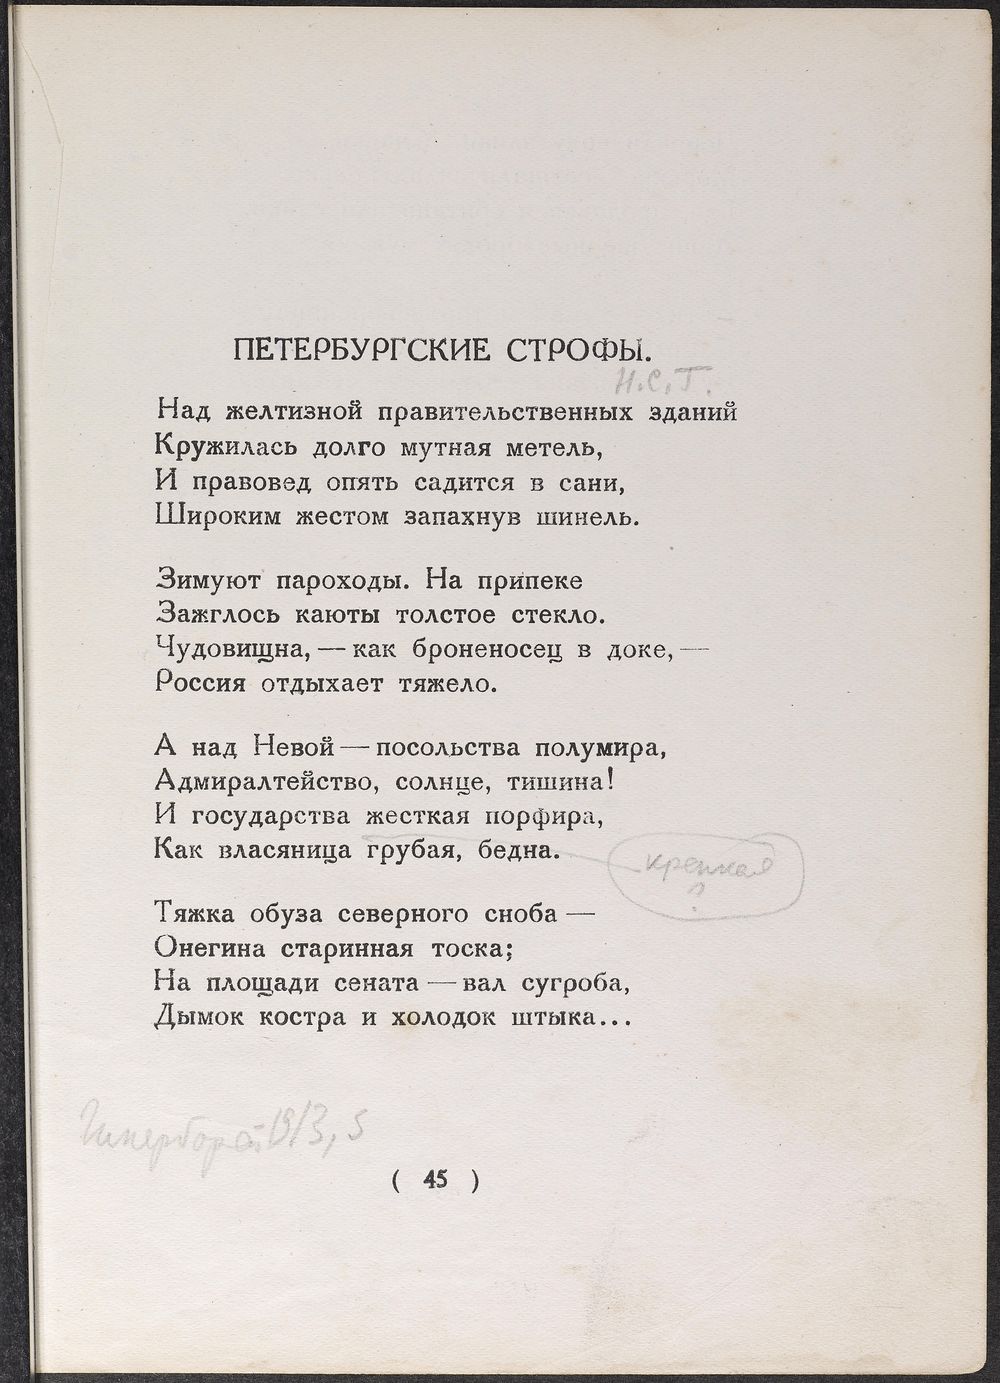 ПЕТЕРБУРГСКИЕ СТРОФЫ.
Н.С.Г.
Над желтизной правительственных зданий
Кружилась долго мутная метель,
И правовед опять садится в сани,
Широким жестом запахнув шинель.
Зимуют пароходы. На припеке
Зажглось каюты толстое стекло.
Чудовищна, — как броненосец в доке, —
Россия отдыхает тяжело.
А над Невой — посольства полумира,
Адмиралтейство, солнце, тишина!
И государства жесткая порфира,
Как власяница грубая, бедна.
крепкая
?
Тяжка обуза северного сноба —
Онегина старинная тоска;
На площади сената — вал сугроба,
Дымок костра и холодок штыка...
Гиперборей 1913, 5
( 45 )